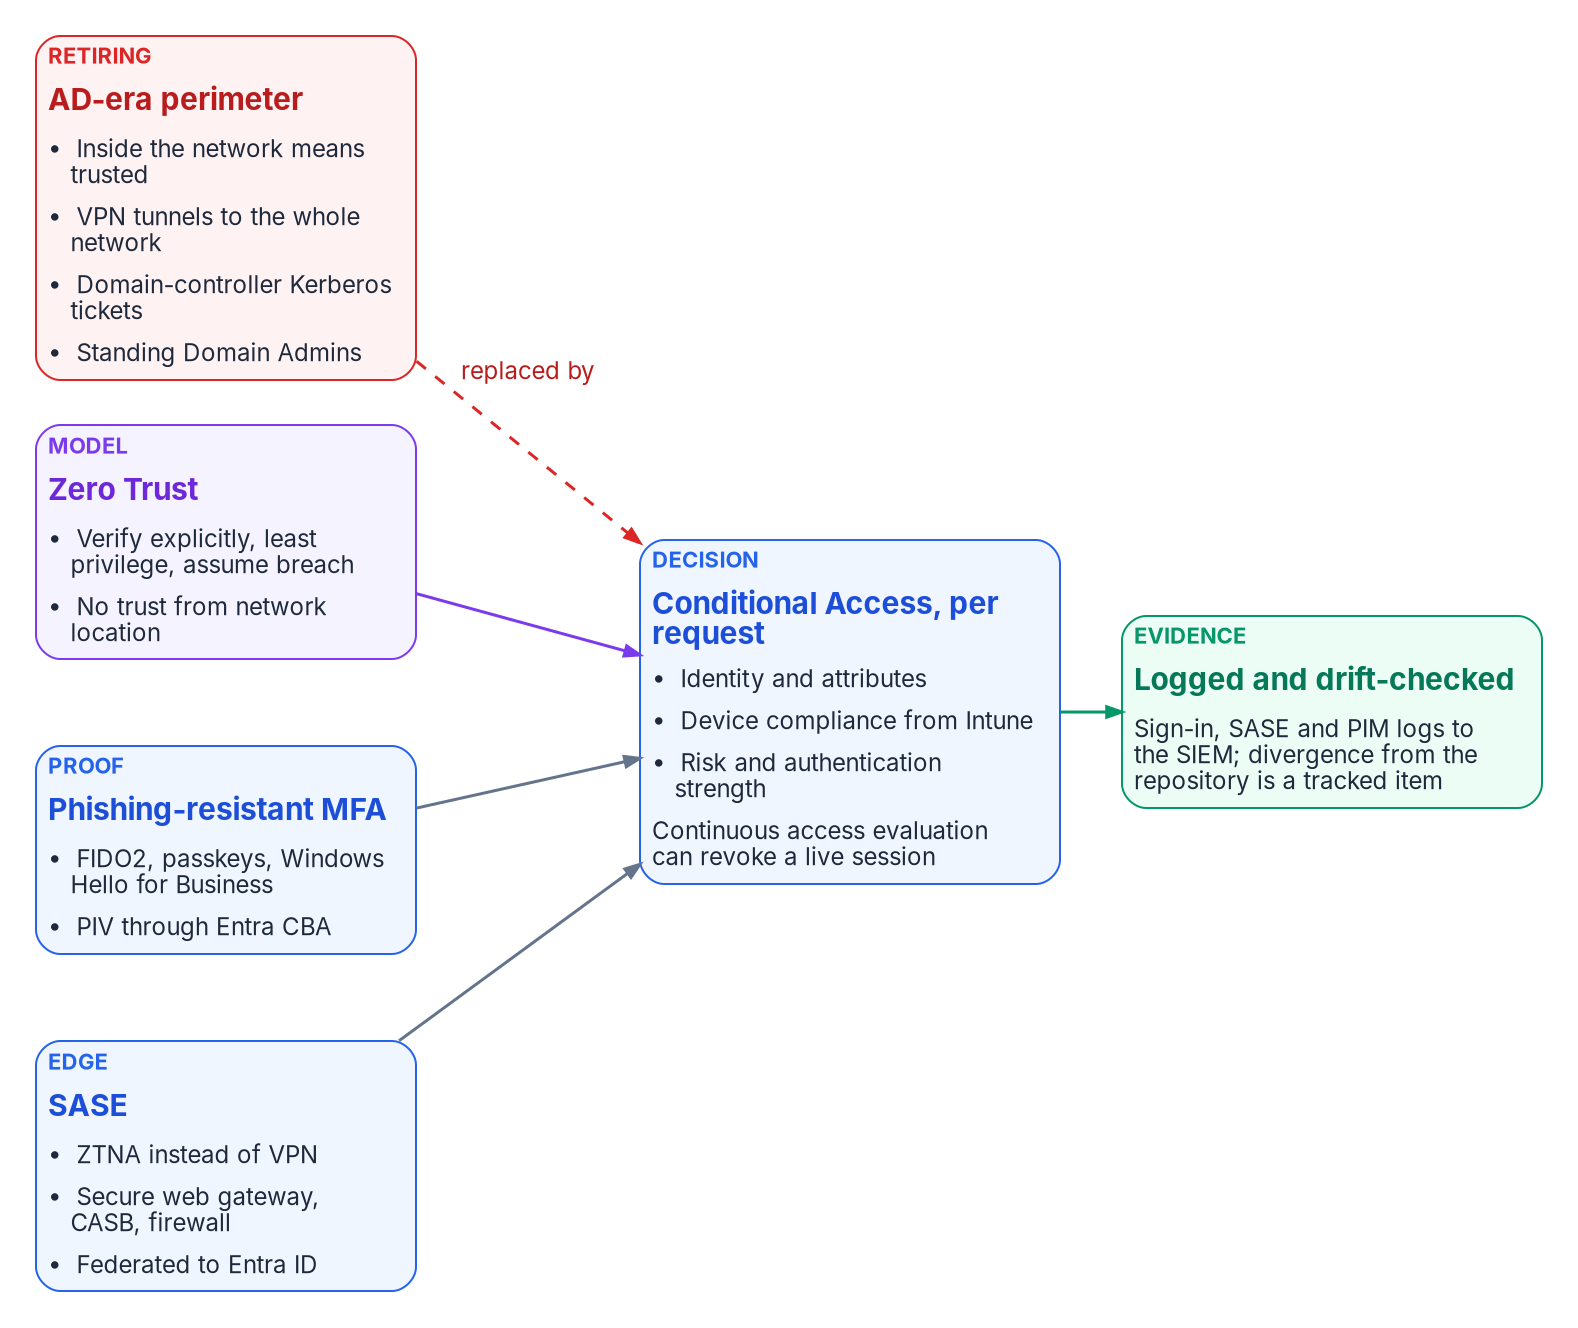 RETIRING
AD-era perimeter
• Inside the network means
trusted
• VPN tunnels to the whole
network
• Domain-controller Kerberos
tickets
• Standing Domain Admins
replaced by
MODEL
Zero Trust
• Verify explicitly, least
privilege, assume breach
• No trust from network
location
PROOF
Phishing-resistant MFA
• FIDO2, passkeys, Windows
Hello for Business
• PIV through Entra CBA
EDGE
SASE
• ZTNA instead of VPN
• Secure web gateway,
CASB, firewall
• Federated to Entra ID
DECISION
Conditional Access, per
request
• Identity and attributes
• Device compliance from Intune
• Risk and authentication
strength
Continuous access evaluation
can revoke a live session
EVIDENCE
Logged and drift-checked
Sign-in, SASE and PIM logs to
the SIEM; divergence from the
repository is a tracked item